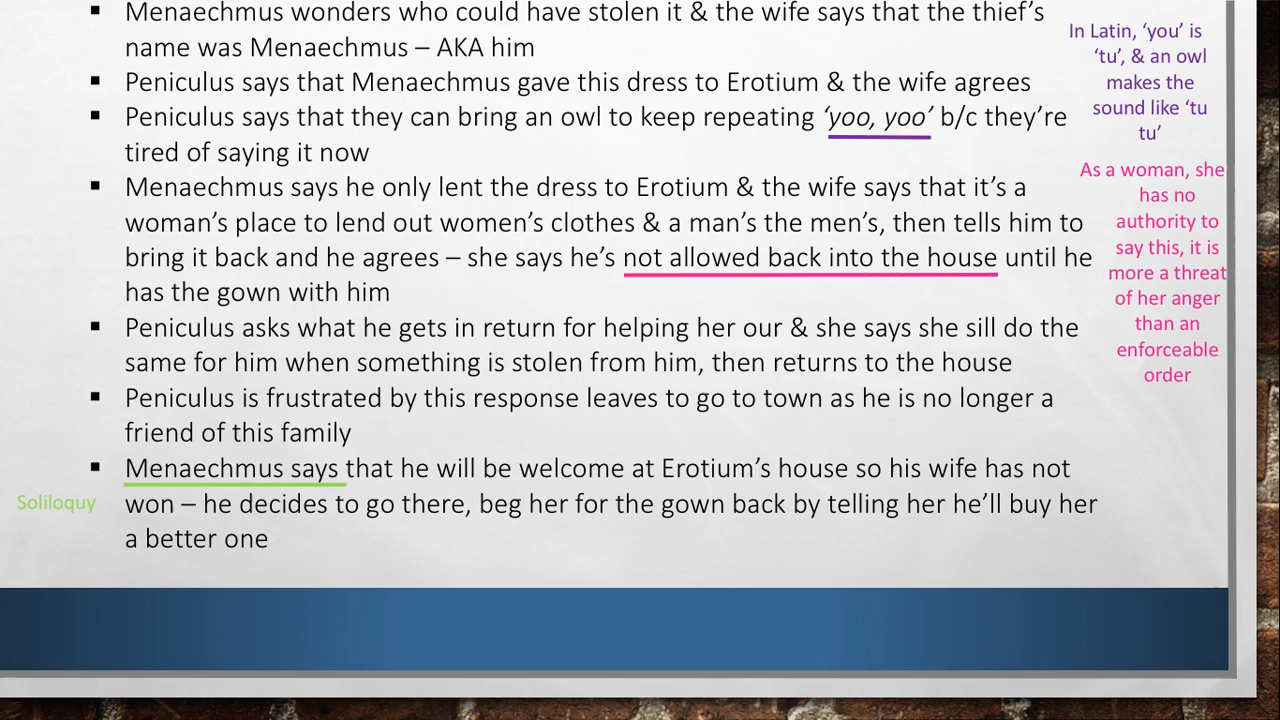 ▪ Menaechmus wonders who could have stolen it & the wife says that the thief’s
name was Menaechmus – AKA him
▪ Peniculus says that Menaechmus gave this dress to Erotium & the wife agrees
▪ Peniculus says that they can bring an owl to keep repeating ‘yoo, yoo’ b/c they’re
tired of saying it now
▪ Menaechmus says he only lent the dress to Erotium & the wife says that it’s a
woman’s place to lend out women’s clothes & a man’s the men’s, then tells him to
bring it back and he agrees – she says he’s not allowed back into the house until he
has the gown with him
▪ Peniculus asks what he gets in return for helping her our & she says she sill do the
same for him when something is stolen from him, then returns to the house
▪ Peniculus is frustrated by this response leaves to go to town as he is no longer a
friend of this family
▪ Menaechmus says that he will be welcome at Erotium’s house so his wife has not
won – he decides to go there, beg her for the gown back by telling her he’ll buy her
a better one
Soliloquy
In Latin, ‘you’ is
‘tu’, & an owl
makes the
sound like ‘tu
tu’
As a woman, she
has no
authority to
say this, it is
more a threat
of her anger
than an
enforceable
order